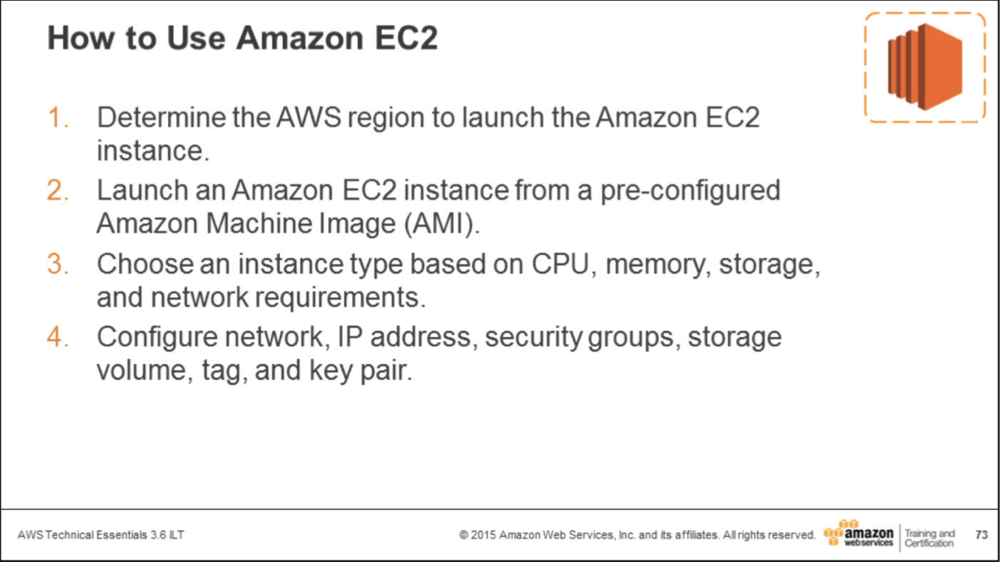 How to Use Amazon EC2
1. Determine the AWS region to launch the Amazon EC2
instance.
2. Launch an Amazon EC2 instance from a pre-configured
Amazon Machine Image (AMI).
3. Choose an instance type based on CPU, memory, storage,
and network requirements.
4. Configure network, IP address, security groups, storage
volume, tag, and key pair.
AWS Technical Essentials 3.6 ILT
© 2015 Amazon Web Services, Inc. and its affiliates. All rights reserved.
amazon
webservices
Training and
Certification
73